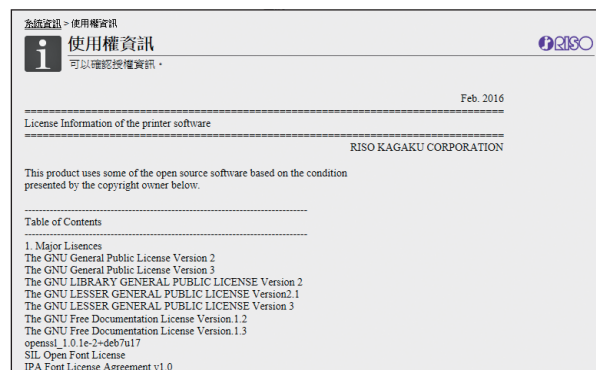 系統資訊 > 使用權資訊
使用權資訊
RISO
可以確認授權資訊。
Feb. 2016
================================================================================
License Information of the printer software
================================================================================
RISO KAGAKU CORPORATION
This product uses some of the open source software based on the condition
presented by the copyright owner below.
--------------------------------------------------------------------------------
Table of Contents
--------------------------------------------------------------------------------
1. Major Lisences
The GNU General Public License Version 2
The GNU General Public License Version 3
The GNU LIBRARY GENERAL PUBLIC LICENSE Version 2
The GNU LESSER GENERAL PUBLIC LICENSE Version2.1
The GNU LESSER GENERAL PUBLIC LICENSE Version 3
The GNU Free Documentation License Version.1.2
The GNU Free Documentation License Version.1.3
openssl_1.0.1e-2+deb7u17
SIL Open Font License
IPA Font License Agreement v1.0